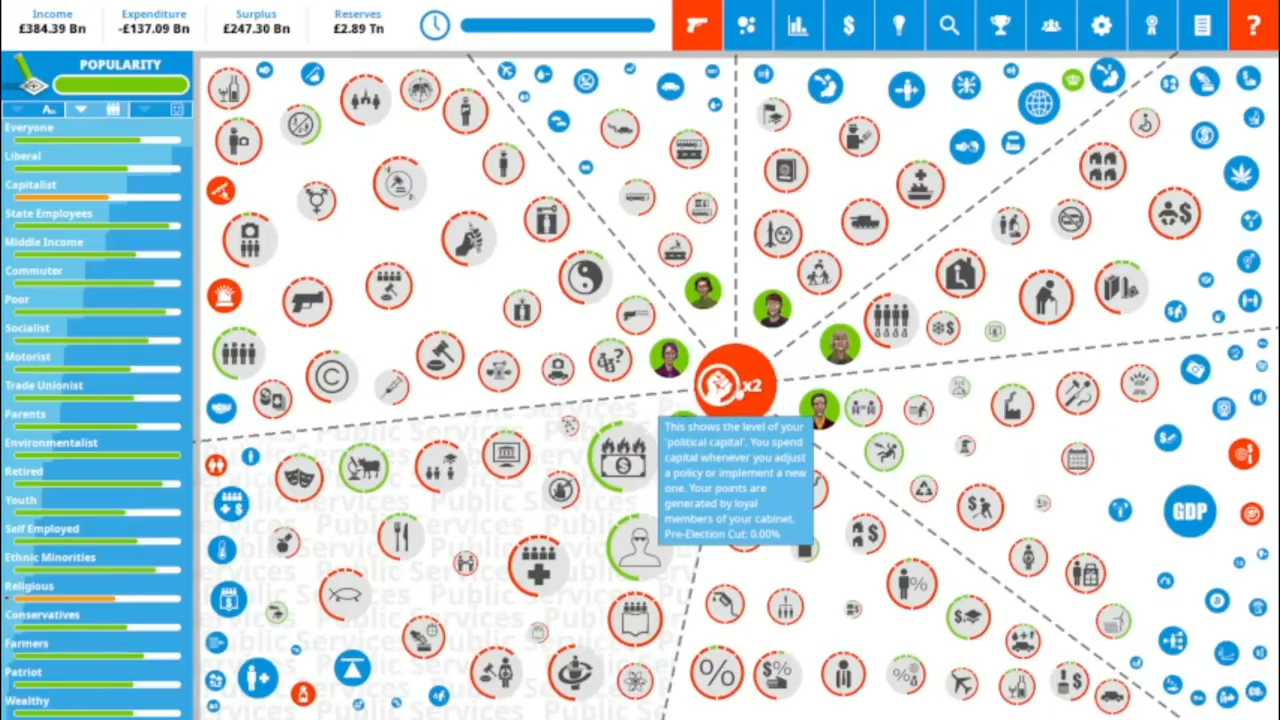 Income
Expenditure
Surplus
Reserves
£384.39 Bn
-£137.09 Bn
£247.30 Bn
£2.89 Tn
?
POPULARITY
Everyone
Liberal
Capitalist
State Employees
Middle Income
Commuter
Poor
Socialist
Motorist
Trade Unionist
Parents
Environmentalist
Retired
Youth
Self Employed
Ethnic Minorities
Religious
Conservatives
Farmers
Patriot
Wealthy
x2
This shows the level of your
'political capital'. You spend
capital whenever you adjust
a policy or implement a new
one. Your points are
generated by loyal
members of your cabinet.
Pre-Election Cut: 0.00%
GDP
Public Services